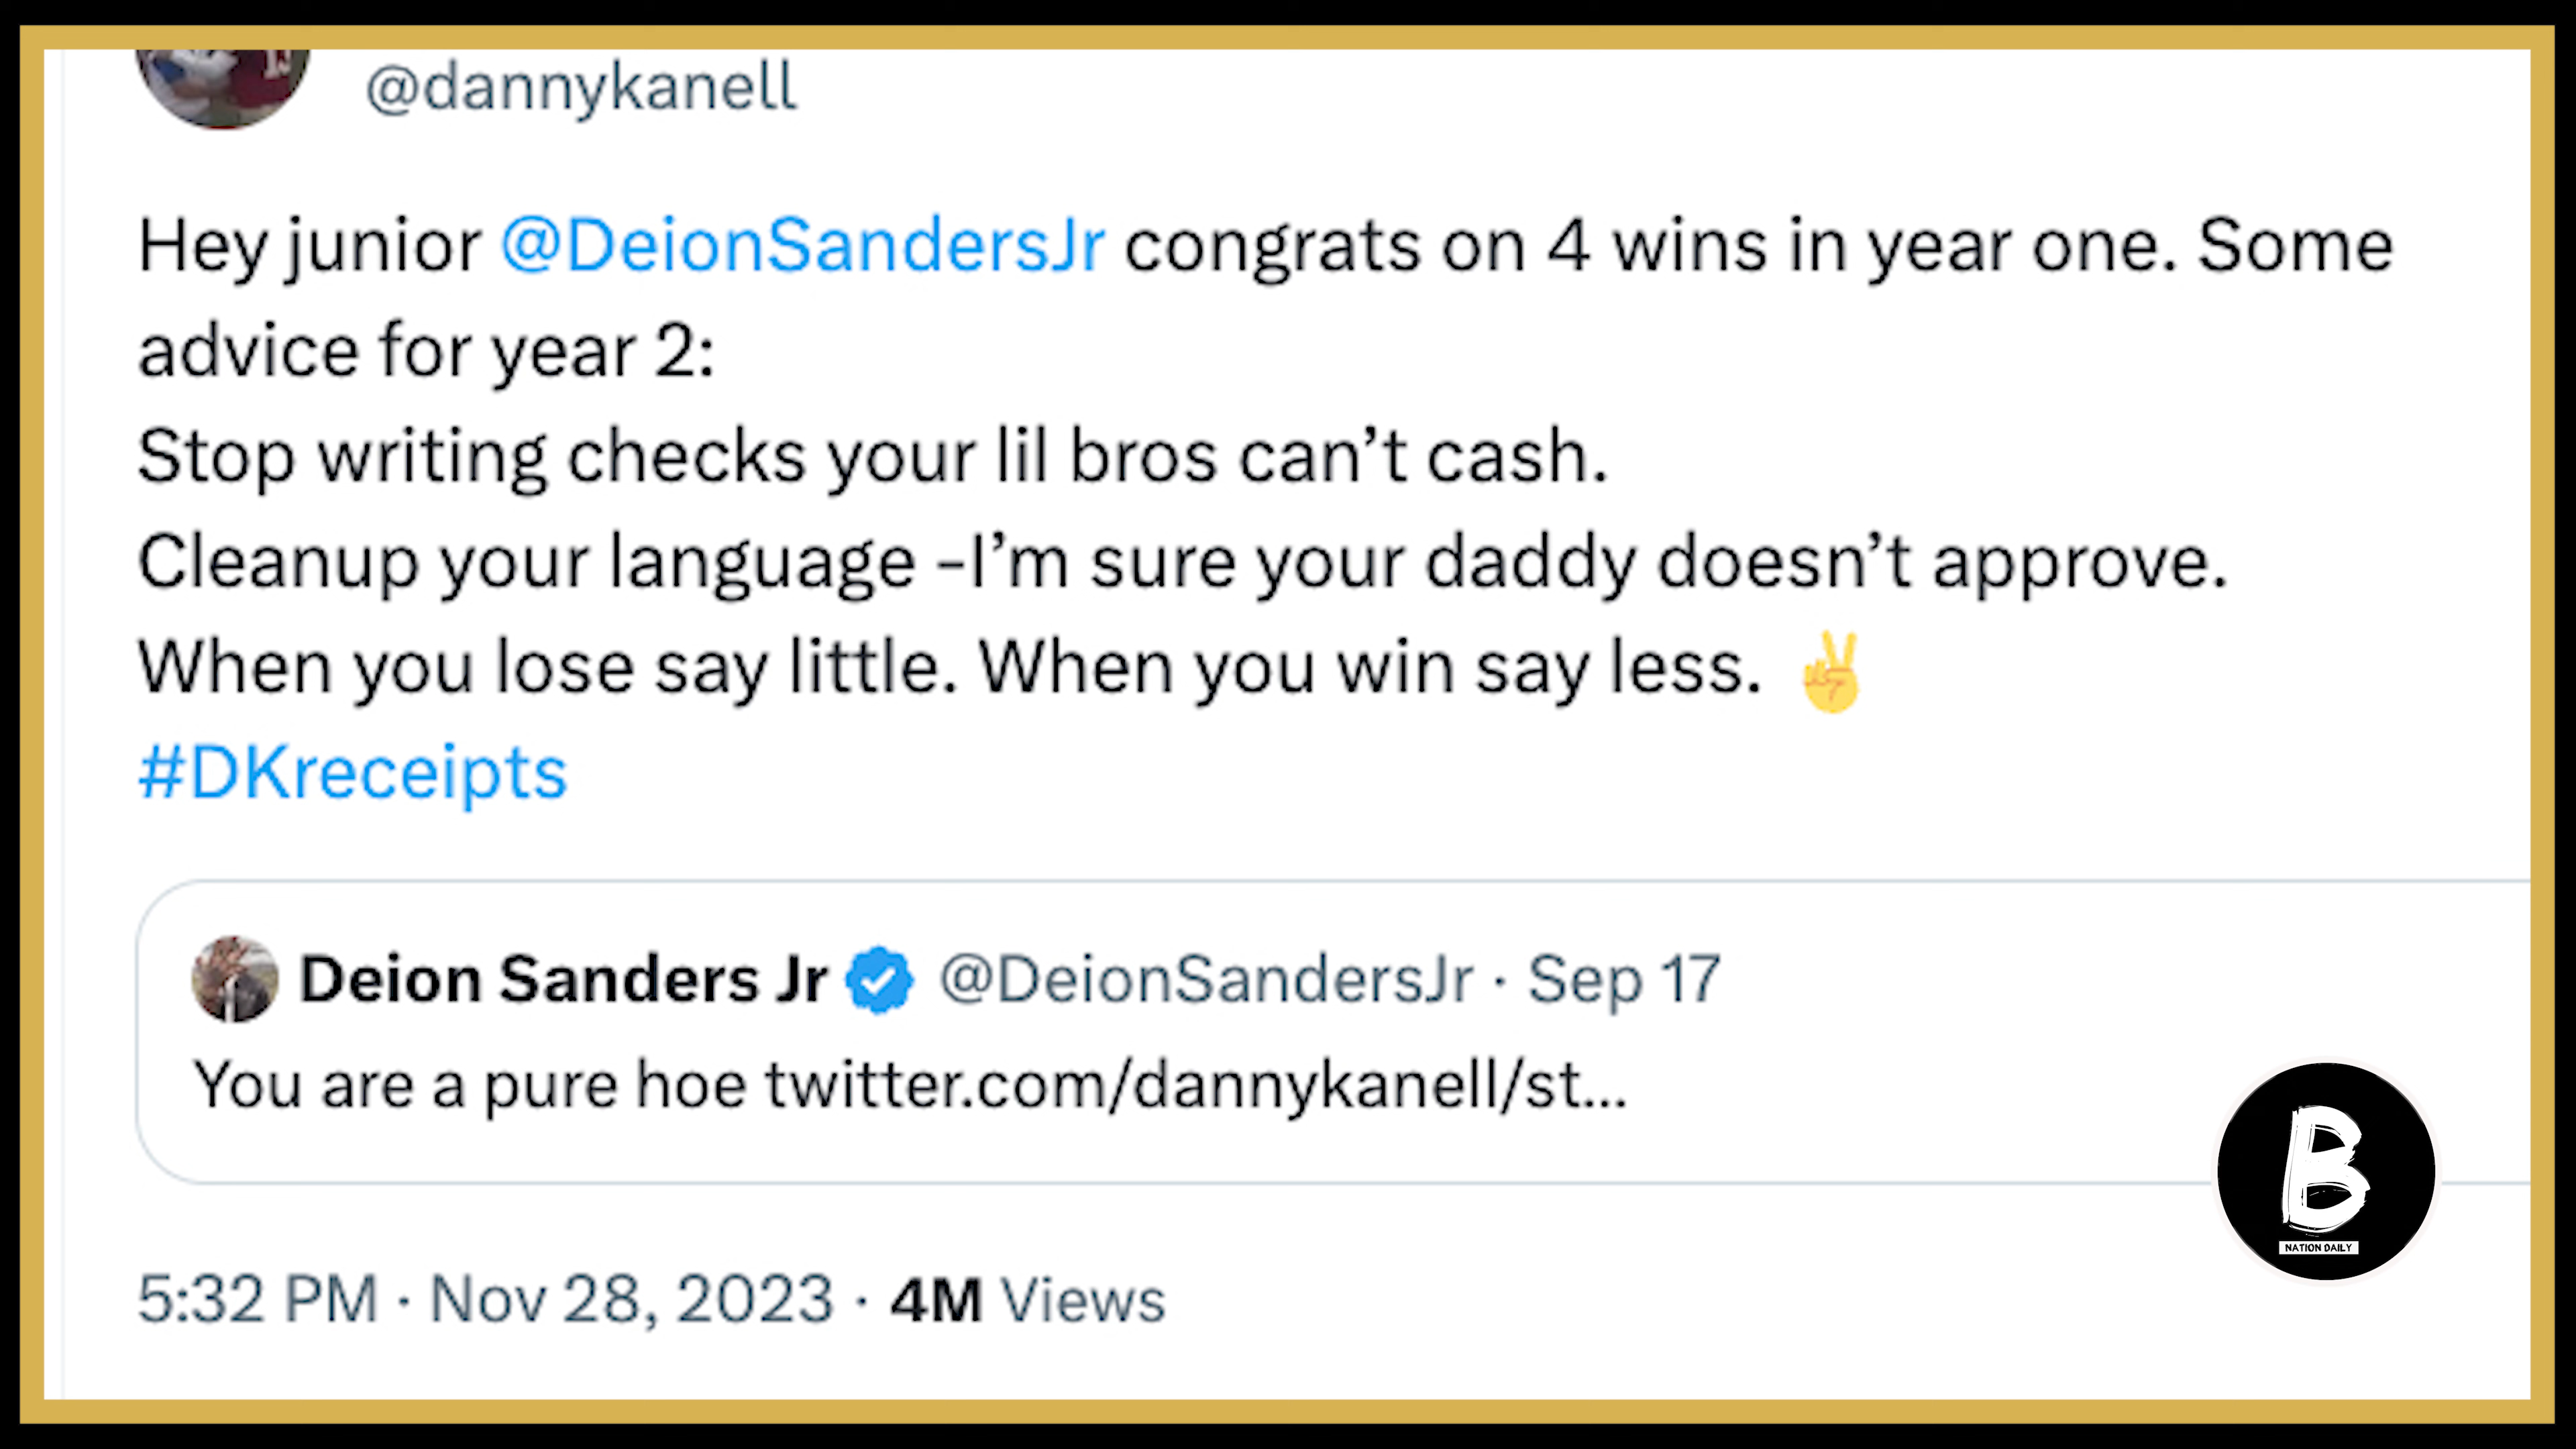 @dannykanell
Hey junior @DeionSandersJr congrats on 4 wins in year one. Some
advice for year 2:
Stop writing checks your lil bros can’t cash.
Cleanup your language -I’m sure your daddy doesn’t approve.
When you lose say little. When you win say less. ✌️
#DKreceipts
Deion Sanders Jr @DeionSandersJr · Sep 17
You are a pure hoe twitter.com/dannykanell/st...
B
NATION DAILY
5:32 PM · Nov 28, 2023 · 4M Views